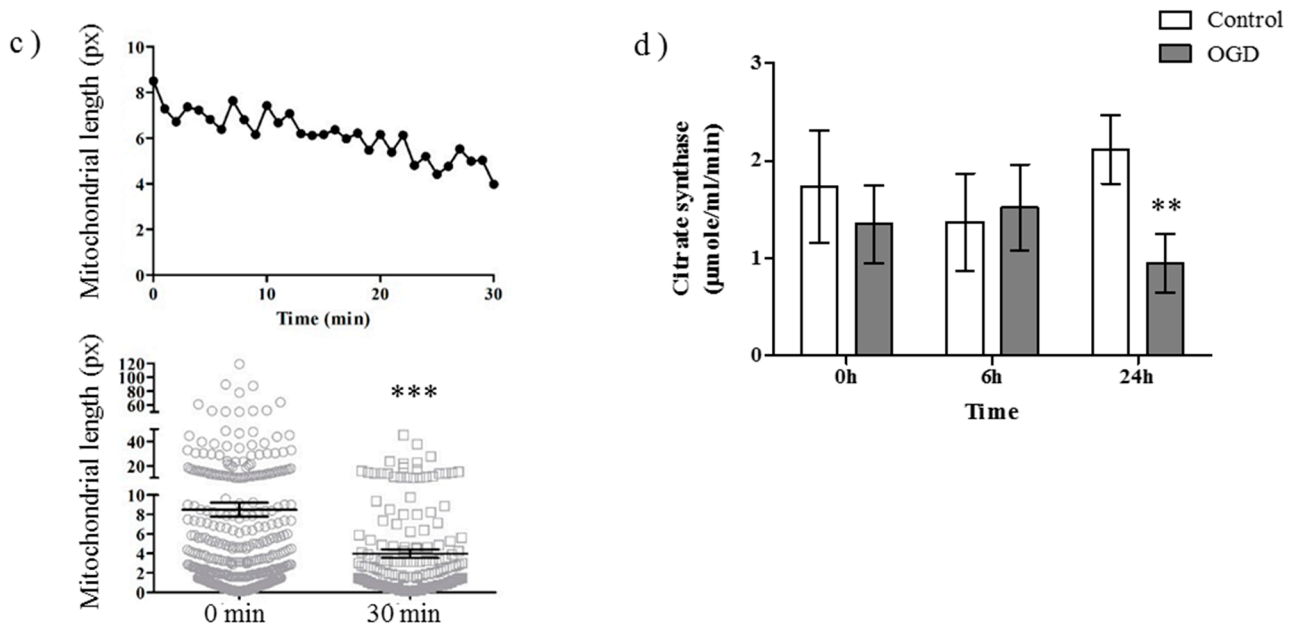 c )
Mitochondrial length (px)
10
8
6
4
2
0
0 10 20 30
Time (min)
Mitochondrial length (px)
120
100
80
60
40
20
10
8
6
4
2
0
***
0 min 30 min
d )
Control
OGD
Citrate synthase
(µmole/ml/min)
3
2
1
0
**
0h 6h 24h
Time